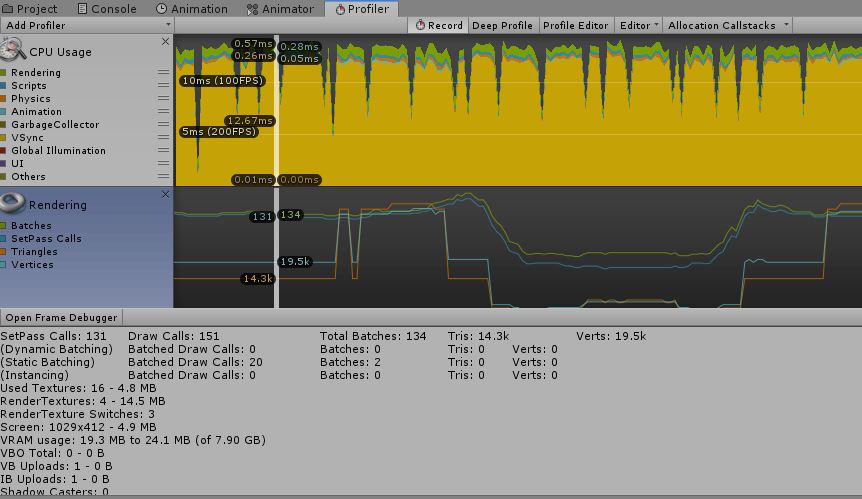 Project Console Animation Animator Profiler
Add Profiler Record Deep Profile Profile Editor Editor Allocation Callstacks
CPU Usage
Rendering
Scripts
Physics
Animation
GarbageCollector
VSync
Global Illumination
UI
Others
0.57ms 0.28ms
0.26ms 0.05ms
10ms (100FPS)
12.67ms
5ms (200FPS)
0.01ms 0.00ms
Rendering
Batches
SetPass Calls
Triangles
Vertices
131 134
19.5k
14.3k
Open Frame Debugger
SetPass Calls: 131 Draw Calls: 151 Total Batches: 134 Tris: 14.3k Verts: 19.5k
(Dynamic Batching) Batched Draw Calls: 0 Batches: 0 Tris: 0 Verts: 0
(Static Batching) Batched Draw Calls: 20 Batches: 2 Tris: 0 Verts: 0
(Instancing) Batched Draw Calls: 0 Batches: 0 Tris: 0 Verts: 0
Used Textures: 16 - 4.8 MB
RenderTextures: 4 - 14.5 MB
RenderTexture Switches: 3
Screen: 1029x412 - 4.9 MB
VRAM usage: 19.3 MB to 24.1 MB (of 7.90 GB)
VBO Total: 0 - 0 B
VB Uploads: 1 - 0 B
IB Uploads: 1 - 0 B
Shadow Casters: 0